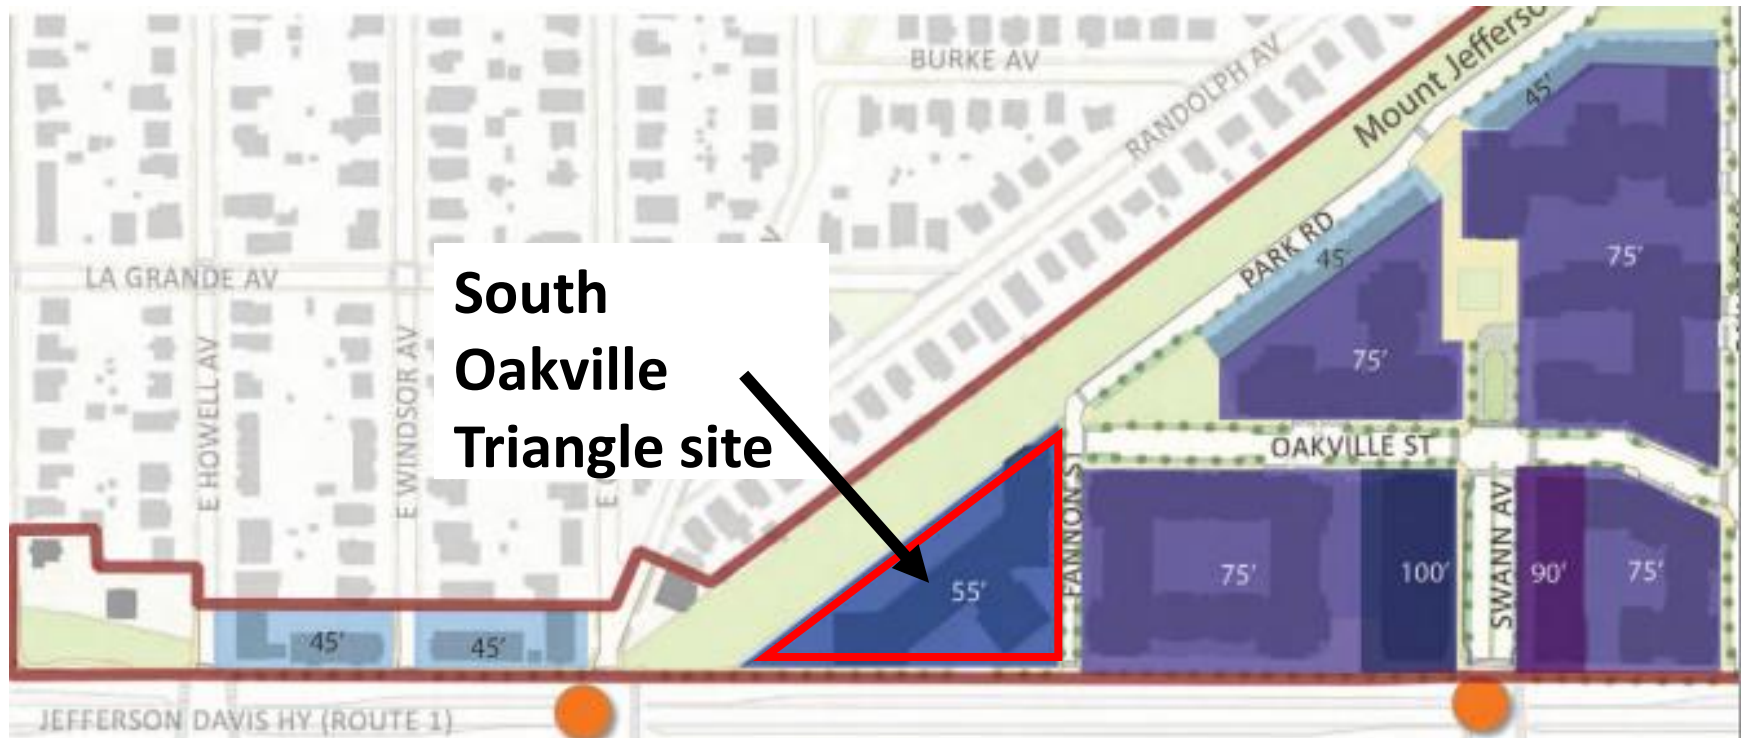 BURKE AV
RANDOLPH AV
Mount Jefferso
45'
75'
PARK RD
45'
75'
LA GRANDE AV
South
Oakville
Triangle site
E HOWELL AV
E WINDSOR AV
E
V
OAKVILLE ST
FANNON ST
SWANN AV
55'
75'
100'
90'
75'
45'
45'
JEFFERSON DAVIS HY (ROUTE 1)